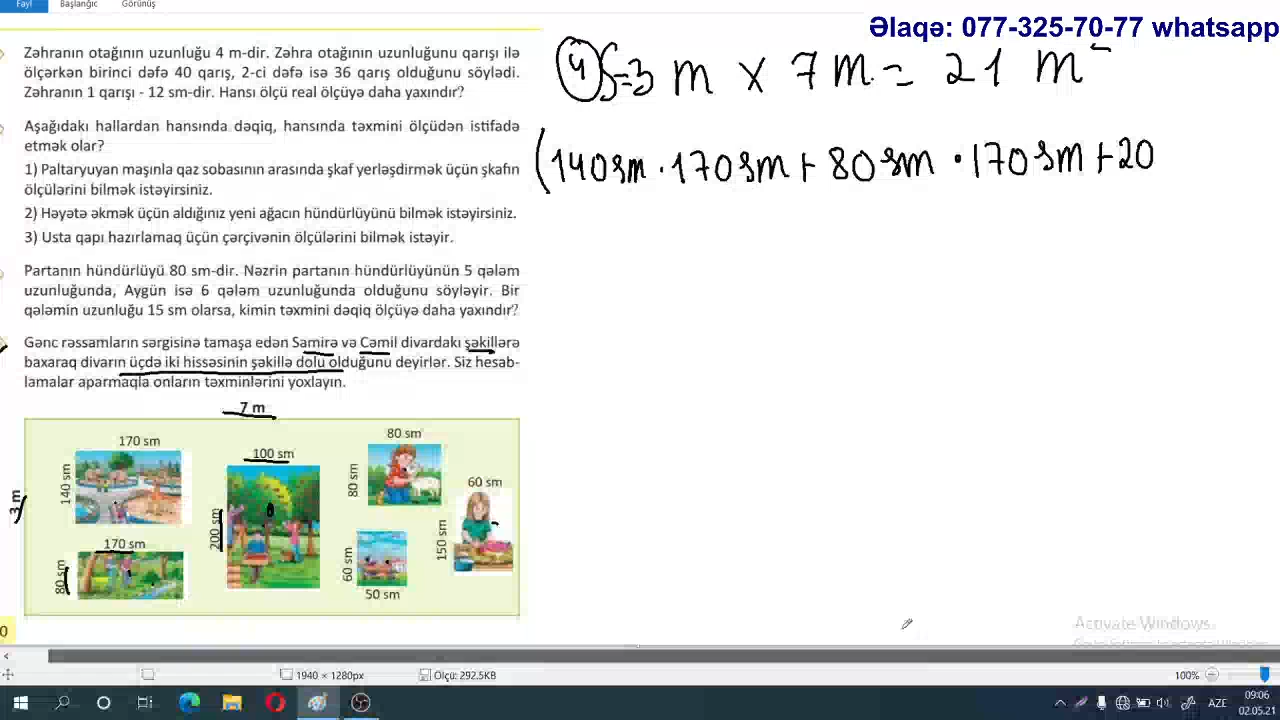 Fayl Başlanğıc Görünüş
Əlaqə: 077-325-70-77 whatsapp
Zəhranın otağının uzunluğu 4 m-dir. Zəhra otağının uzunluğunu qarışı ilə
ölçərkən birinci dəfə 40 qarış, 2-ci dəfə isə 36 qarış olduğunu söylədi.
Zəhranın 1 qarışı - 12 sm-dir. Hansı ölçü real ölçüyə daha yaxındır?
Aşağıdakı hallardan hansında dəqiq, hansında təxmini ölçüdən istifadə
etmək olar?
1) Paltaryuyan maşınla qaz sobasının arasında şkaf yerləşdirmək üçün şkafın
ölçülərini bilmək istəyirsiniz.
2) Həyətə əkmək üçün aldığınız yeni ağacın hündürlüyünü bilmək istəyirsiniz.
3) Usta qapı hazırlamaq üçün çərçivənin ölçülərini bilmək istəyir.
Partanın hündürlüyü 80 sm-dir. Nəzrin partanın hündürlüyünün 5 qələm
uzunluğunda, Aygün isə 6 qələm uzunluğunda olduğunu söyləyir. Bir
qələmin uzunluğu 15 sm olarsa, kimin təxmini dəqiq ölçüyə daha yaxındır?
Gənc rəssamların sərgisinə tamaşa edən Samirə və Cəmil divardakı şəkillərə
baxaraq divarın üçdə iki hissəsinin şəkillə dolu olduğunu deyirlər. Siz hesab-
lamalar aparmaqla onların təxminlərini yoxlayın.
7 m
3 m
170 sm
140 sm
170 sm
80 sm
100 sm
200 sm
80 sm
80 sm
60 sm
50 sm
60 sm
150 sm
4 S=3 m x 7 m = 21 m²
(140sm · 170sm + 80sm · 170sm + 20
0
Activate Windows
1940 × 1280px
Ölçü: 292.5KB
100%
AZE
09:06
02.05.21